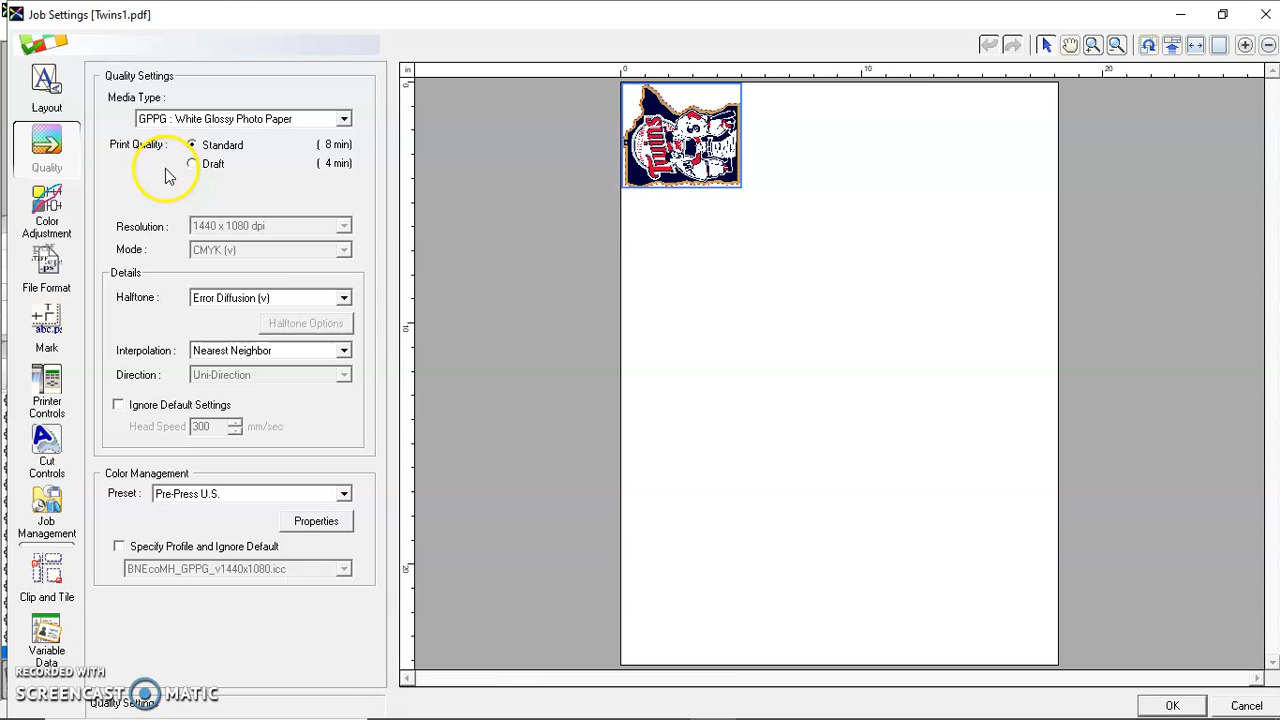 Job Settings [Twins1.pdf]
Layout
Quality
Color
Adjustment
File Format
Mark
Printer
Controls
Cut
Controls
Job
Management
Clip and Tile
Variable
Data
Quality Settings
Media Type :
GPPG : White Glossy Photo Paper
Print Quality : Standard ( 8 min)
Draft ( 4 min)
Resolution : 1440 x 1080 dpi
Mode : CMYK (v)
Details
Halftone : Error Diffusion (v)
Halftone Options
Interpolation : Nearest Neighbor
Direction : Uni-Direction
Ignore Default Settings
Head Speed 300 mm/sec
Color Management
Preset : Pre-Press U.S.
Properties
Specify Profile and Ignore Default
BNEcoMH_GPPG_v1440x1080.icc
in 0 10 20
0
10
20
Twins
RECORDED WITH
SCREENCAST-O-MATIC
Quality Settings
OK Cancel